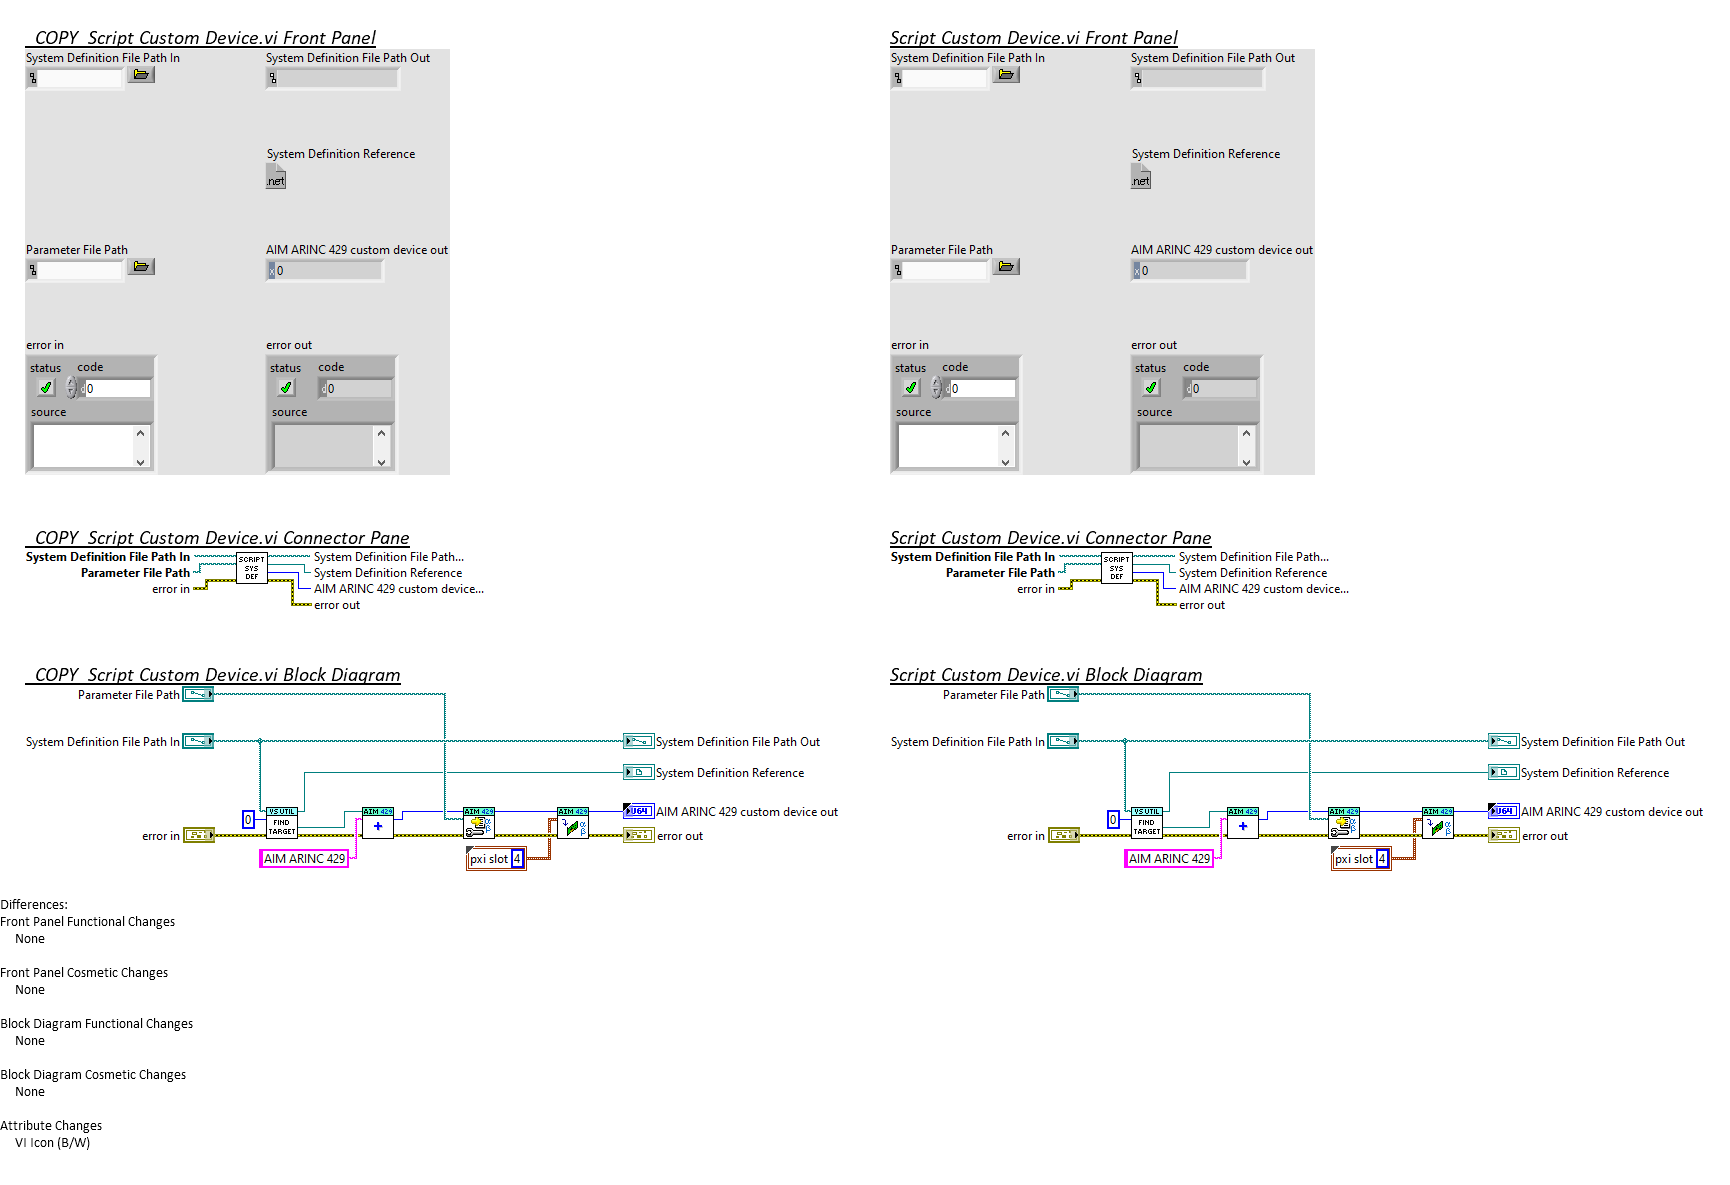 _COPY_Script Custom Device.vi Front Panel
System Definition File Path In
System Definition File Path Out
System Definition Reference
.net
Parameter File Path
AIM ARINC 429 custom device out
x 0
error in
status
code
d 0
source
error out
status
code
d 0
source
Script Custom Device.vi Front Panel
System Definition File Path In
System Definition File Path Out
System Definition Reference
.net
Parameter File Path
AIM ARINC 429 custom device out
x 0
error in
status
code
d 0
source
error out
status
code
d 0
source
_COPY_Script Custom Device.vi Connector Pane
System Definition File Path In
Parameter File Path
error in
SCRIPT
SYS
DEF
System Definition File Path...
System Definition Reference
AIM ARINC 429 custom device...
error out
Script Custom Device.vi Connector Pane
System Definition File Path In
Parameter File Path
error in
SCRIPT
SYS
DEF
System Definition File Path...
System Definition Reference
AIM ARINC 429 custom device...
error out
_COPY_Script Custom Device.vi Block Diagram
Parameter File Path
System Definition File Path In
System Definition File Path Out
System Definition Reference
0
VS UTIL
FIND
TARGET
AIM 429
+
AIM 429
α
β
AIM 429
α
β
U64
AIM ARINC 429 custom device out
error in
error out
AIM ARINC 429
pxi slot 4
Script Custom Device.vi Block Diagram
Parameter File Path
System Definition File Path In
System Definition File Path Out
System Definition Reference
0
VS UTIL
FIND
TARGET
AIM 429
+
AIM 429
α
β
AIM 429
α
β
U64
AIM ARINC 429 custom device out
error in
error out
AIM ARINC 429
pxi slot 4
Differences:
Front Panel Functional Changes
None
Front Panel Cosmetic Changes
None
Block Diagram Functional Changes
None
Block Diagram Cosmetic Changes
None
Attribute Changes
VI Icon (B/W)